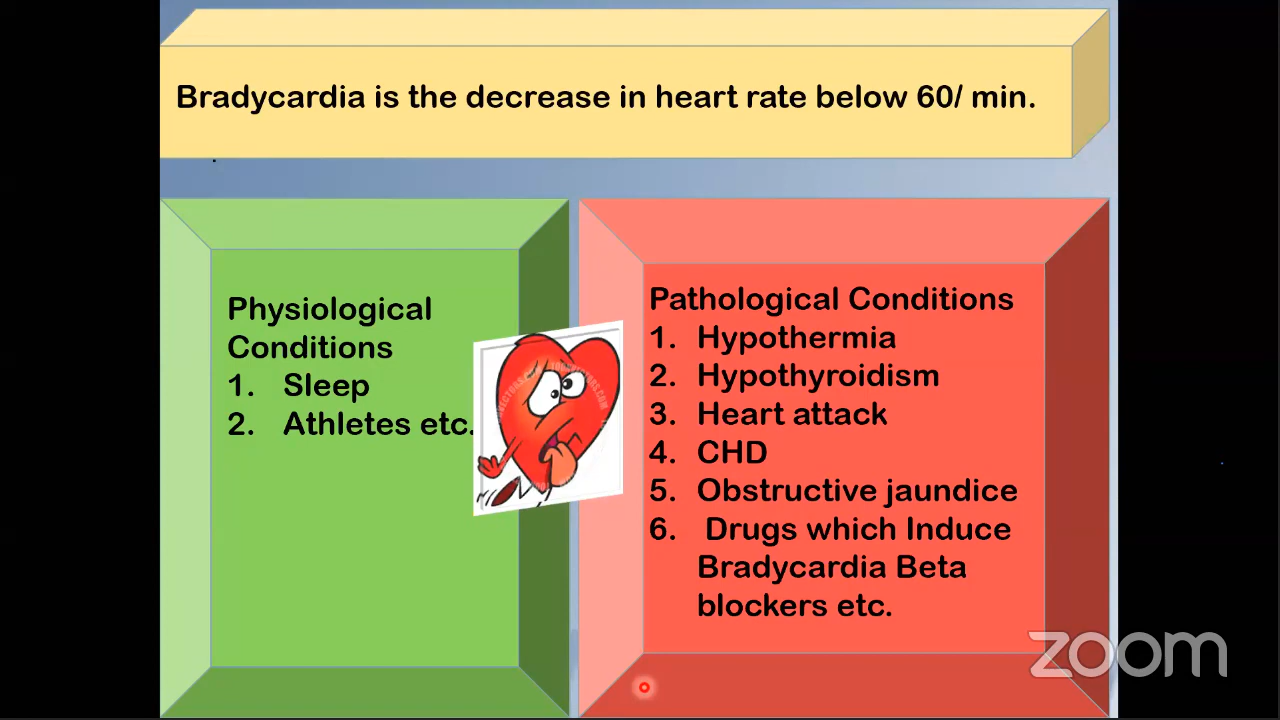 Bradycardia is the decrease in heart rate below 60/ min.
.
Physiological
Conditions
1. Sleep
2. Athletes etc.
Pathological Conditions
1. Hypothermia
2. Hypothyroidism
3. Heart attack
4. CHD
5. Obstructive jaundice
6. Drugs which Induce
Bradycardia Beta
blockers etc.
zoom